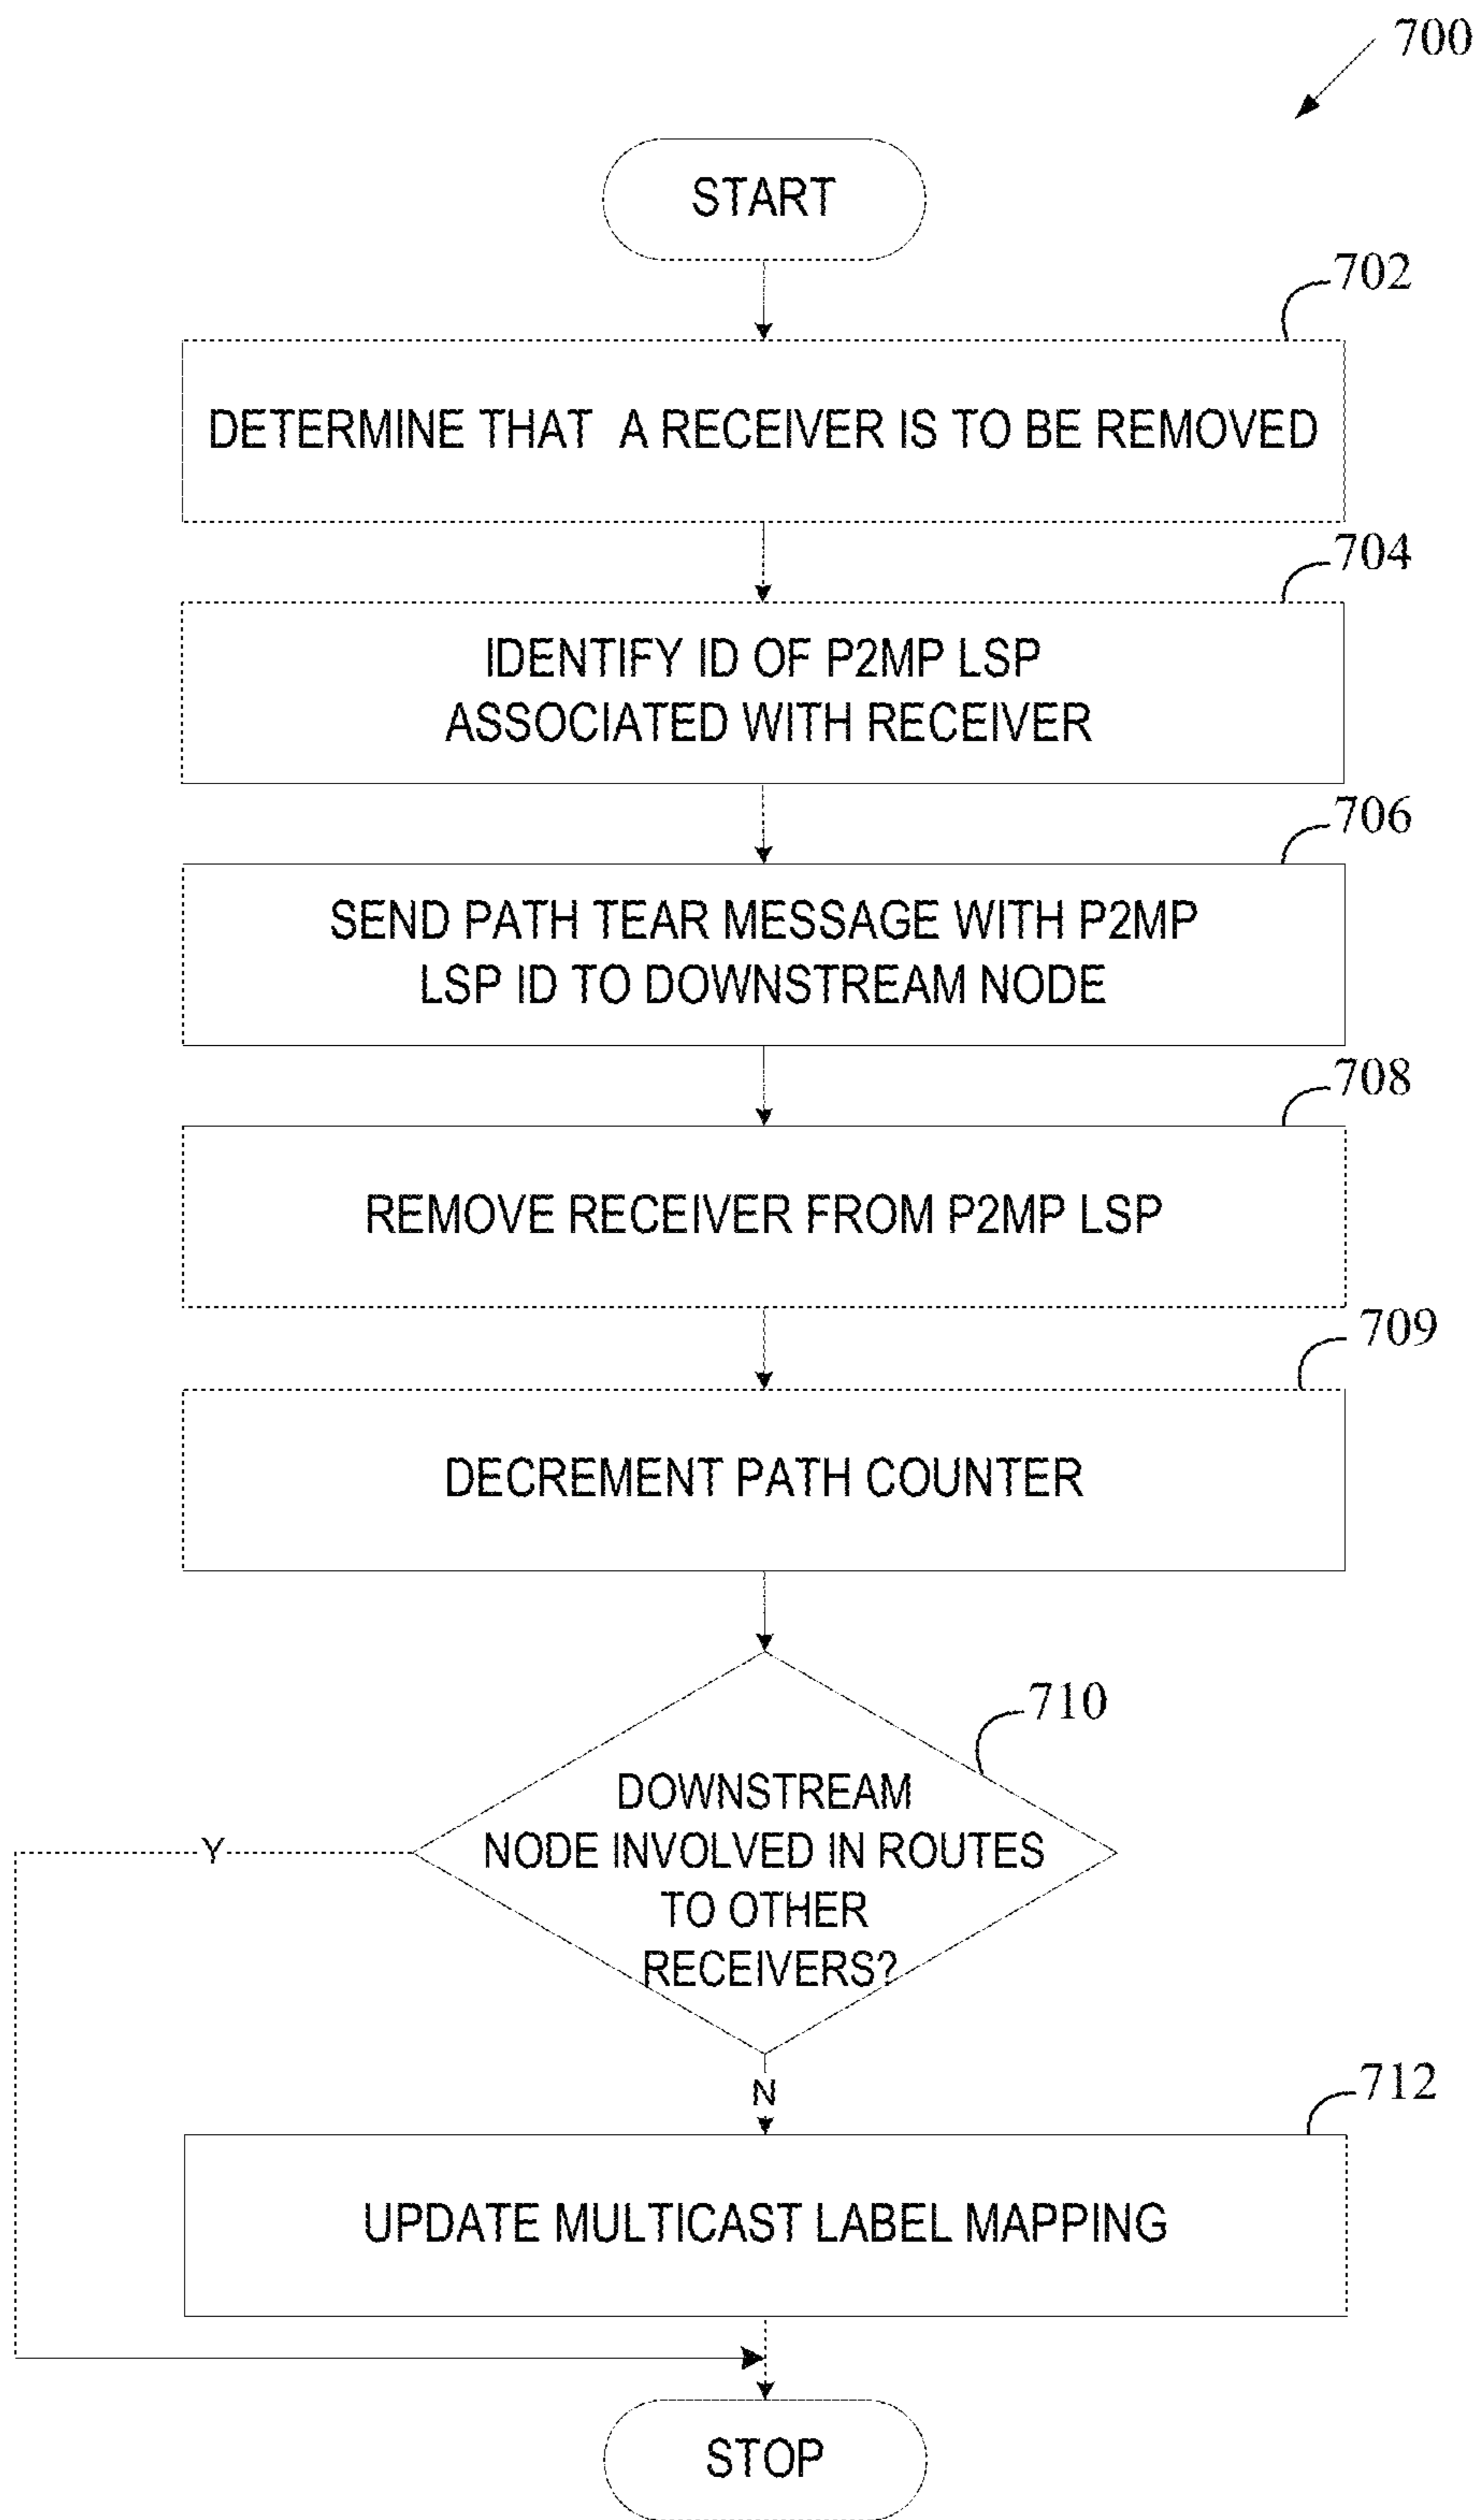 700
START
702
DETERMINE THAT A RECEIVER IS TO BE REMOVED
704
IDENTIFY ID OF P2MP LSP
ASSOCIATED WITH RECEIVER
706
SEND PATH TEAR MESSAGE WITH P2MP
LSP ID TO DOWNSTREAM NODE
708
REMOVE RECEIVER FROM P2MP LSP
709
DECREMENT PATH COUNTER
710
DOWNSTREAM
NODE INVOLVED IN ROUTES
TO OTHER
RECEIVERS?
Y
N
712
UPDATE MULTICAST LABEL MAPPING
STOP